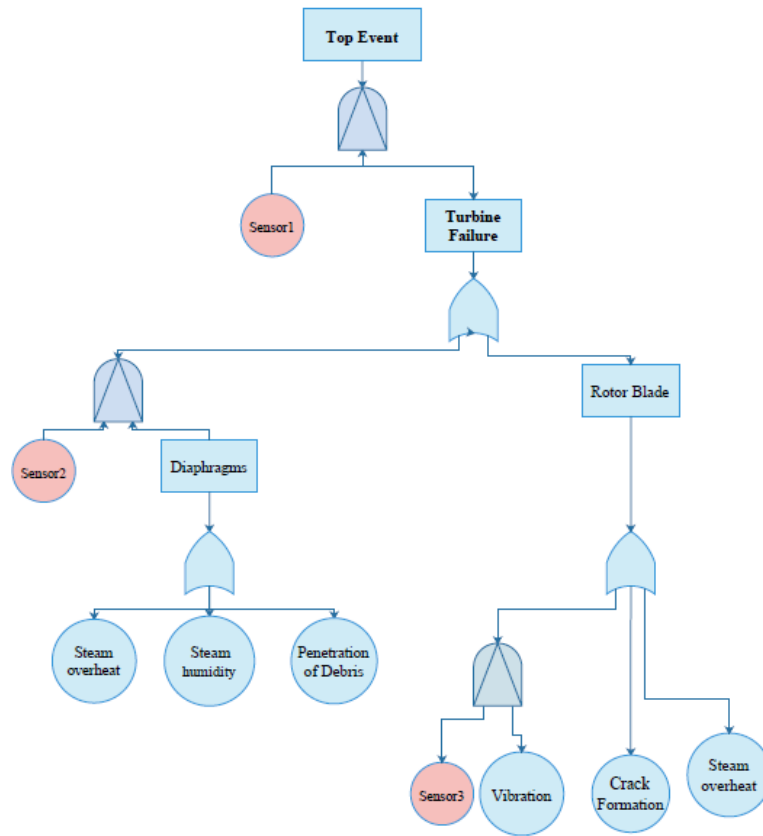 Top Event
Sensor1
Turbine
Failure
Rotor Blade
Sensor2
Diaphragms
Steam
overheat
Steam
humidity
Penetration
of Debris
Sensor3
Vibration
Crack
Formation
Steam
overheat